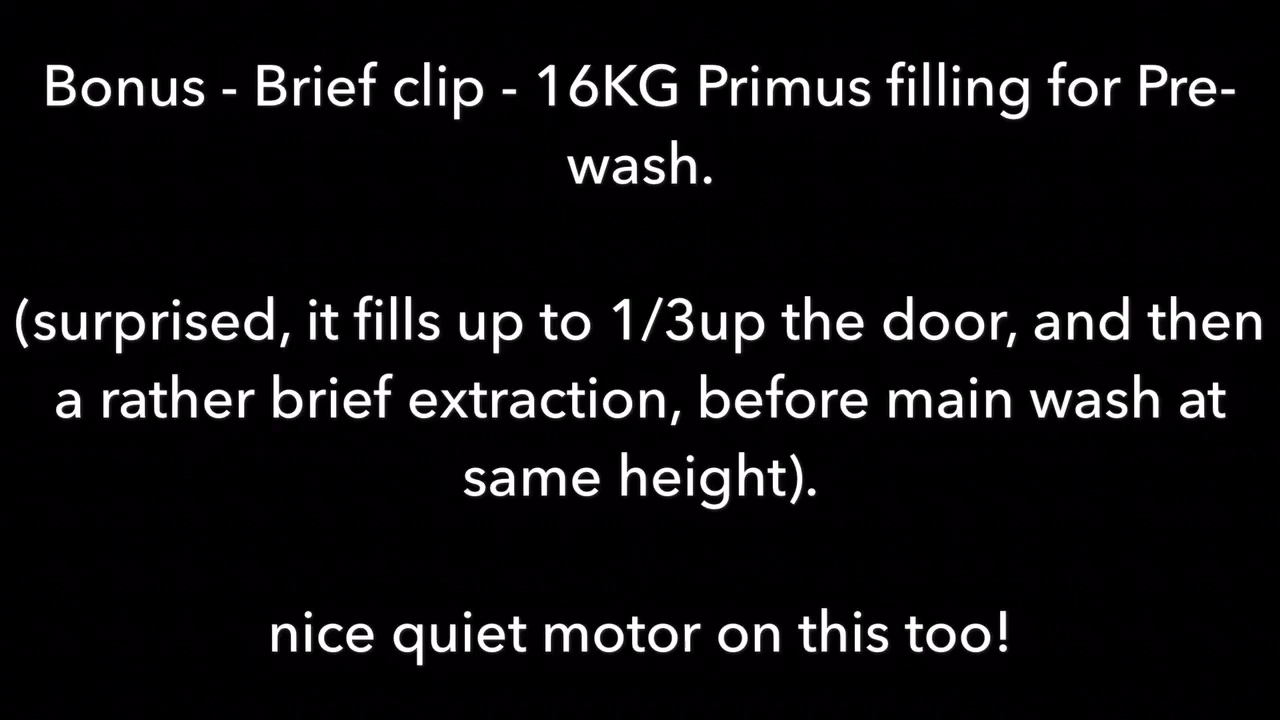 Bonus - Brief clip - 16KG Primus filling for Pre-
wash.
(surprised, it fills up to 1/3up the door, and then
a rather brief extraction, before main wash at
same height).
nice quiet motor on this too!